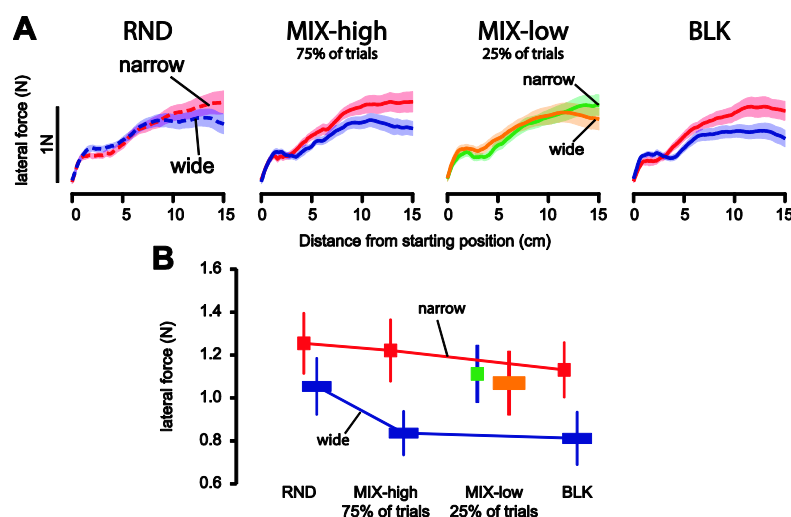 A
RND
MIX-high
75% of trials
MIX-low
25% of trials
BLK
lateral force (N)
1N
narrow
wide
narrow
wide
0 5 10 15
0 5 10 15
0 5 10 15
0 5 10 15
Distance from starting position (cm)
B
lateral force (N)
1.6
1.4
1.2
1.0
0.8
0.6
narrow
wide
RND
MIX-high
75% of trials
MIX-low
25% of trials
BLK